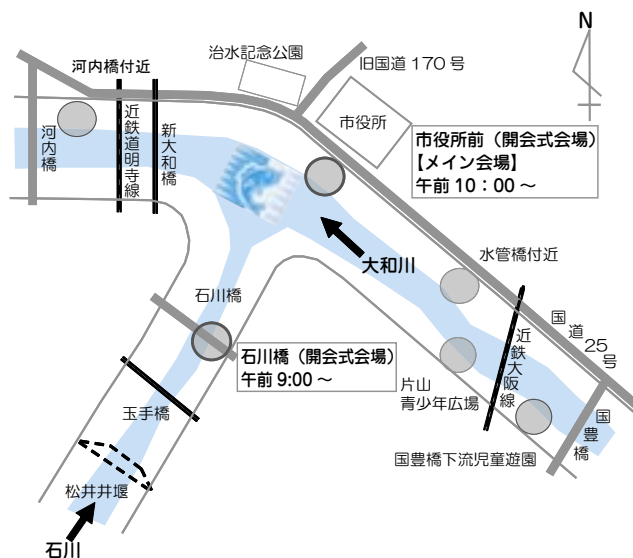 N
治水記念公園
旧国道 170 号
河内橋付近
市役所
河内橋
近鉄道明寺線
新大和橋
市役所前（開会式会場）
【メイン会場】
午前 10：00 ～
大和川
水管橋付近
石川橋
国道25号
石川橋（開会式会場）
午前 9:00 ～
近鉄大阪線
片山
青少年広場
玉手橋
国豊橋
国豊橋下流児童遊園
松井井堰
石川